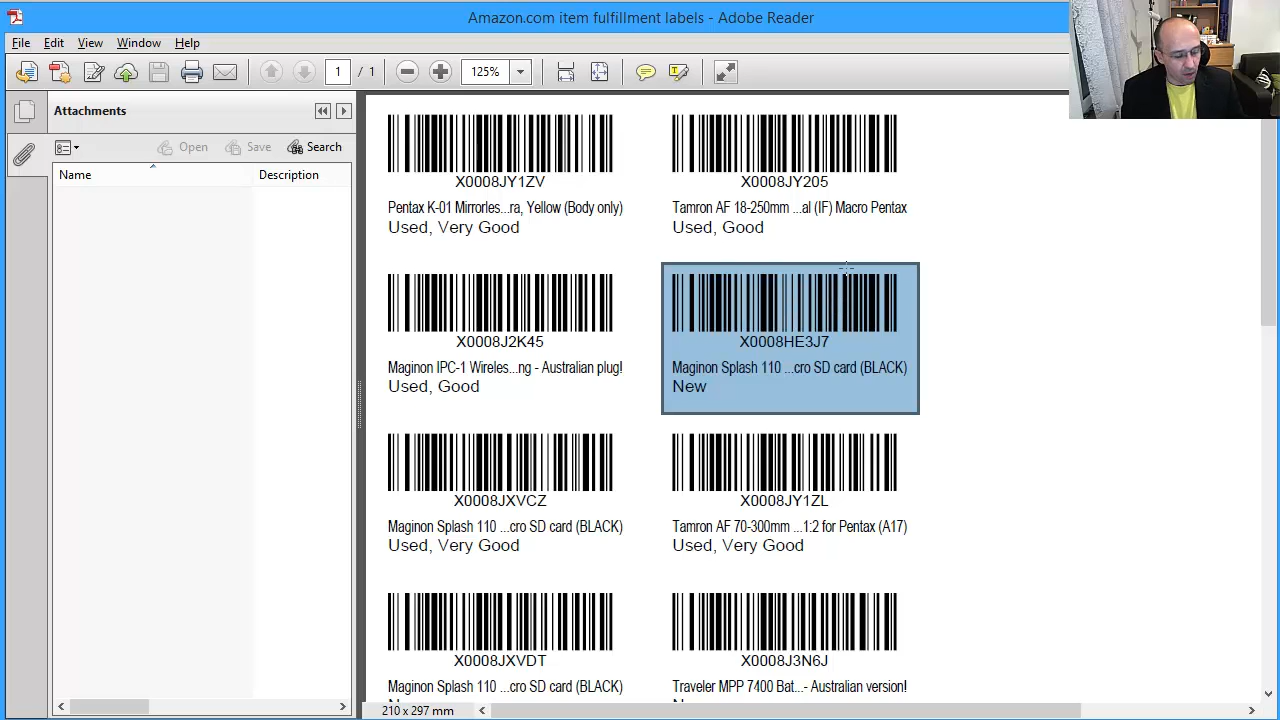 Amazon.com item fulfillment labels - Adobe Reader
File Edit View Window Help
1 / 1 125%
Attachments
Open Save Search
Name Description
X0008JY1ZV
Pentax K-01 Mirrorles...ra, Yellow (Body only)
Used, Very Good
X0008JY205
Tamron AF 18-250mm ...al (IF) Macro Pentax
Used, Good
X0008J2K45
Maginon IPC-1 Wireles...ng - Australian plug!
Used, Good
X0008HE3J7
Maginon Splash 110 ...cro SD card (BLACK)
New
X0008JXVCZ
Maginon Splash 110 ...cro SD card (BLACK)
Used, Very Good
X0008JY1ZL
Tamron AF 70-300mm ...1:2 for Pentax (A17)
Used, Very Good
X0008JXVDT
Maginon Splash 110 ...cro SD card (BLACK)
X0008J3N6J
Traveler MPP 7400 Bat...- Australian version!
210 x 297 mm